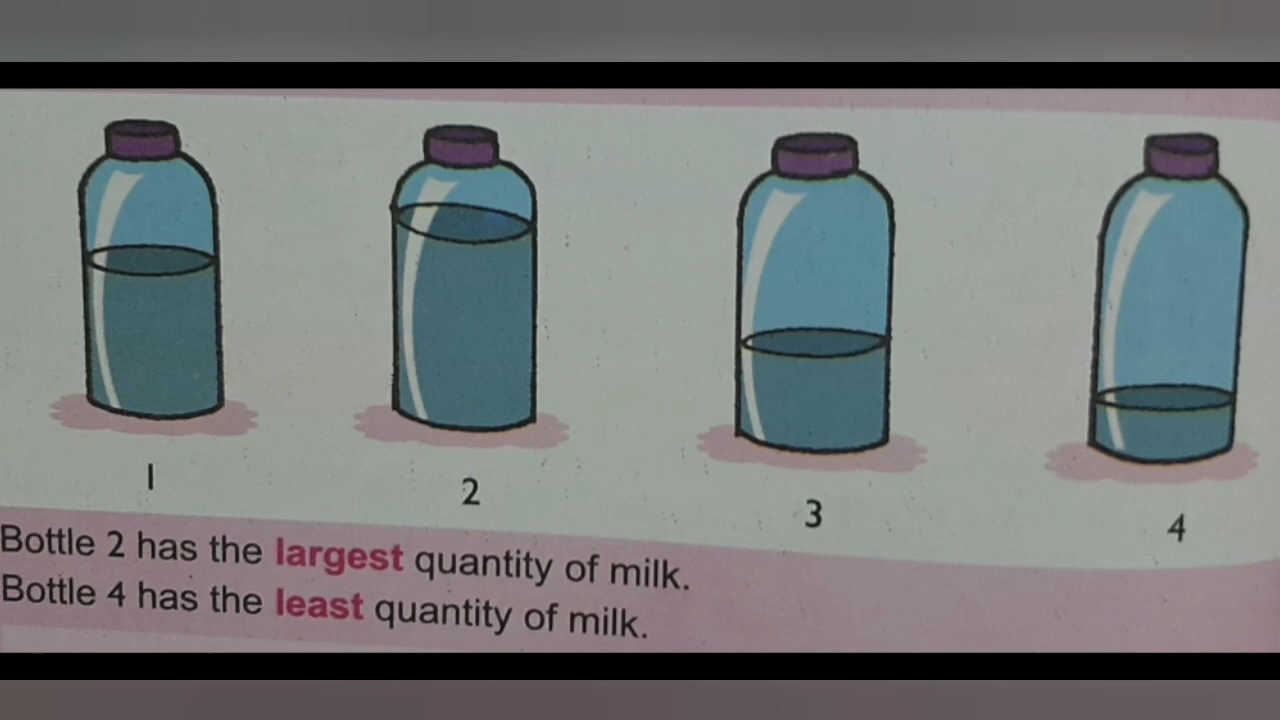 1 2 3 4
Bottle 2 has the largest quantity of milk.
Bottle 4 has the least quantity of milk.